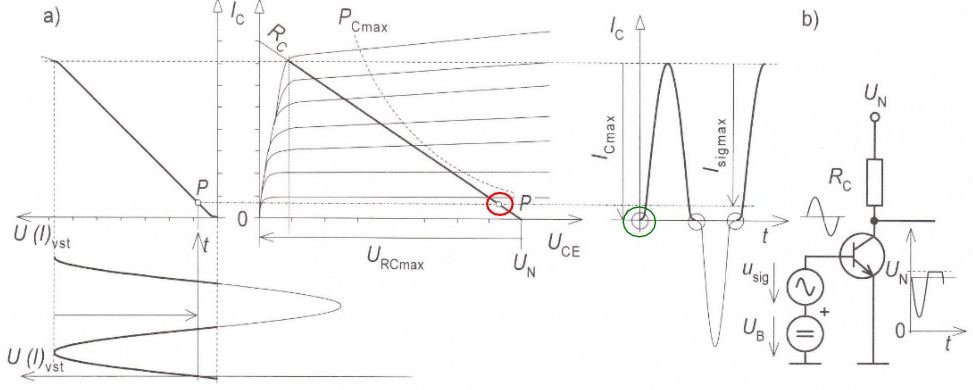 a)
I_C
R_C
P_Cmax
P
0
P
U_RCmax
U_N
U_CE
U (I)_vst
t
U (I)_vst
I_C
I_Cmax
I_sigmax
t
b)
U_N
R_C
u_sig
U_B
+
U_N
0
t